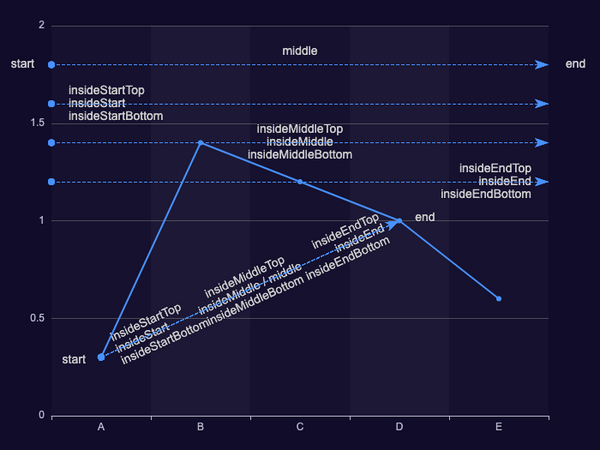 2
middle
start
end
insideStartTop
insideStart
insideStartBottom
1.5
insideMiddleTop
insideMiddle
insideMiddleBottom
insideEndTop
insideEnd
insideEndBottom
1
end
insideEndTop
insideEnd
insideEndBottom
insideMiddleTop
insideMiddle / middle
insideMiddleBottom
0.5
insideStartTop
insideStart
insideStartBottom
start
0
A
B
C
D
E